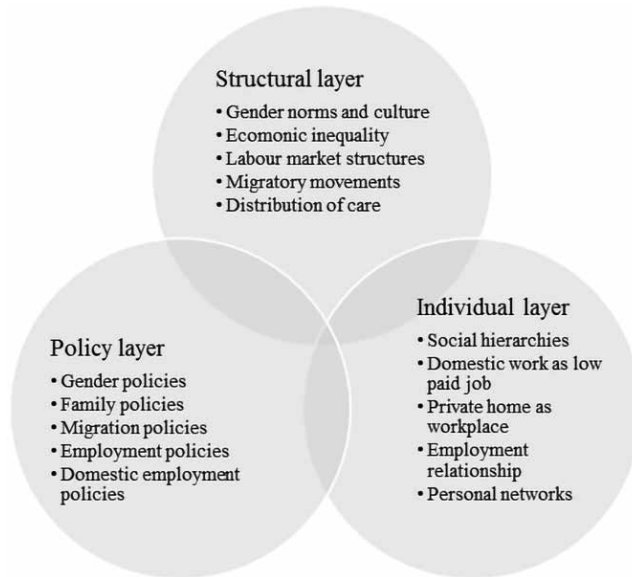 Structural layer
• Gender norms and culture
• Ecomonic inequality
• Labour market structures
• Migratory movements
• Distribution of care
Policy layer
• Gender policies
• Family policies
• Migration policies
• Employment policies
• Domestic employment
policies
Individual layer
• Social hierarchies
• Domestic work as low
paid job
• Private home as
workplace
• Employment
relationship
• Personal networks